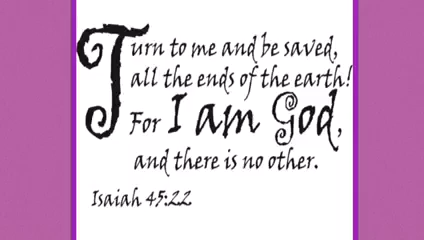 Turn to me and be saved,
all the ends of the earth!
For I am God,
and there is no other.
Isaiah 45:22